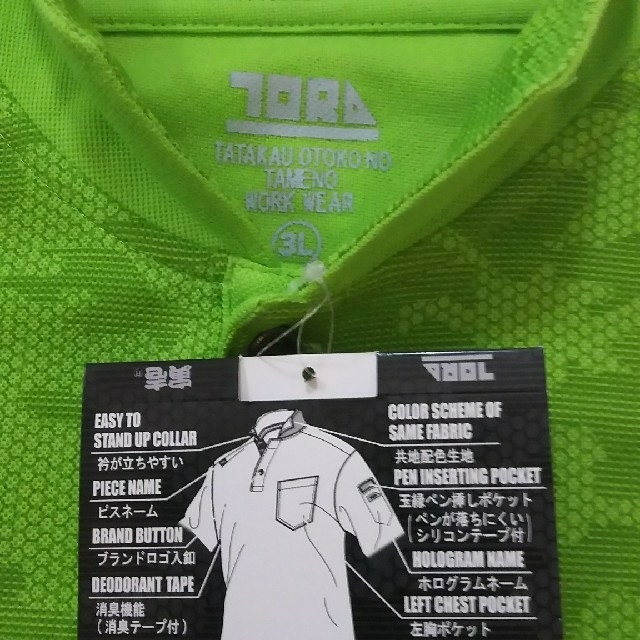 TORA
TATAKAU OTOKO NO
TAMENO
WORK WEAR
3L
寅壱
TORA
EASY TO
STAND UP COLLAR
衿が立ちやすい
PIECE NAME
ピスネーム
BRAND BUTTON
ブランドロゴ入釦
DEODORANT TAPE
消臭機能
(消臭テープ付)
COLOR SCHEME OF
SAME FABRIC
共地配色生地
PEN INSERTING POCKET
玉縁ペン挿しポケット
(ペンが落ちにくい
シリコンテープ付)
HOLOGRAM NAME
ホログラムネーム
LEFT CHEST POCKET
左胸ポケット